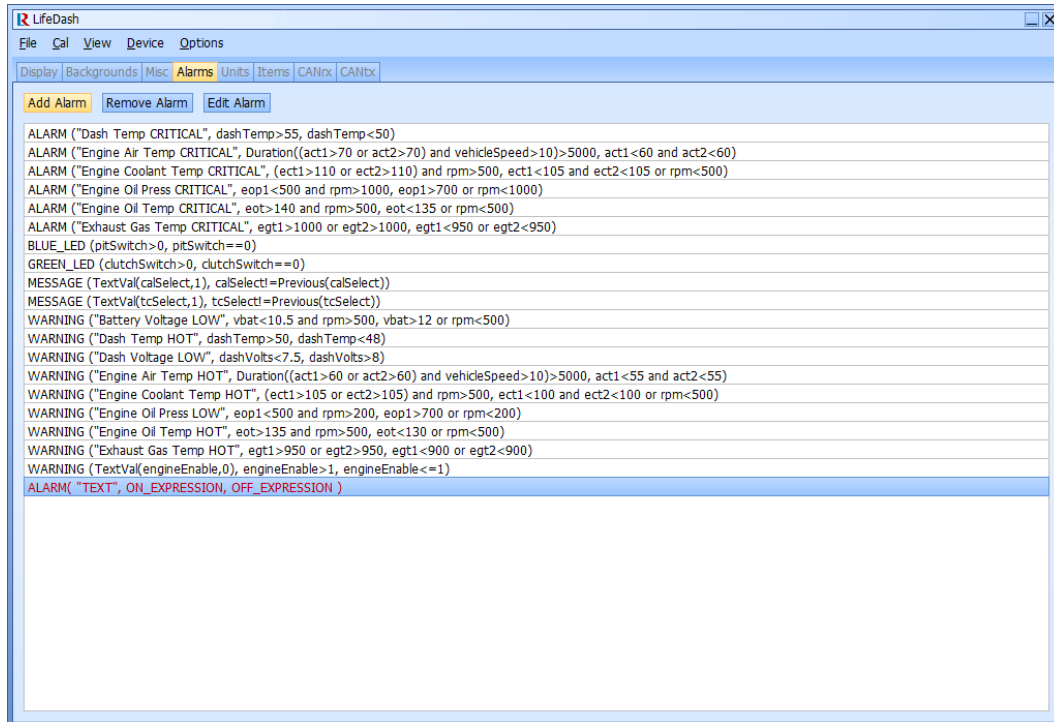 LifeDash
File Cal View Device Options
Display Backgrounds Misc Alarms Units Items CANrx CANtx
Add Alarm Remove Alarm Edit Alarm
ALARM ("Dash Temp CRITICAL", dashTemp>55, dashTemp<50)
ALARM ("Engine Air Temp CRITICAL", Duration((act1>70 or act2>70) and vehicleSpeed>10)>5000, act1<60 and act2<60)
ALARM ("Engine Coolant Temp CRITICAL", (ect1>110 or ect2>110) and rpm>500, ect1<105 and ect2<105 or rpm<500)
ALARM ("Engine Oil Press CRITICAL", eop1<500 and rpm>1000, eop1>700 or rpm<1000)
ALARM ("Engine Oil Temp CRITICAL", eot>140 and rpm>500, eot<135 or rpm<500)
ALARM ("Exhaust Gas Temp CRITICAL", egt1>1000 or egt2>1000, egt1<950 or egt2<950)
BLUE_LED (pitSwitch>0, pitSwitch==0)
GREEN_LED (clutchSwitch>0, clutchSwitch==0)
MESSAGE (TextVal(calSelect,1), calSelect!=Previous(calSelect))
MESSAGE (TextVal(tcSelect,1), tcSelect!=Previous(tcSelect))
WARNING ("Battery Voltage LOW", vbat<10.5 and rpm>500, vbat>12 or rpm<500)
WARNING ("Dash Temp HOT", dashTemp>50, dashTemp<48)
WARNING ("Dash Voltage LOW", dashVolts<7.5, dashVolts>8)
WARNING ("Engine Air Temp HOT", Duration((act1>60 or act2>60) and vehicleSpeed>10)>5000, act1<55 and act2<55)
WARNING ("Engine Coolant Temp HOT", (ect1>105 or ect2>105) and rpm>500, ect1<100 and ect2<100 or rpm<500)
WARNING ("Engine Oil Press LOW", eop1<500 and rpm>200, eop1>700 or rpm<200)
WARNING ("Engine Oil Temp HOT", eot>135 and rpm>500, eot<130 or rpm<500)
WARNING ("Exhaust Gas Temp HOT", egt1>950 or egt2>950, egt1<900 or egt2<900)
WARNING (TextVal(engineEnable,0), engineEnable>1, engineEnable<=1)
ALARM( "TEXT", ON_EXPRESSION, OFF_EXPRESSION )